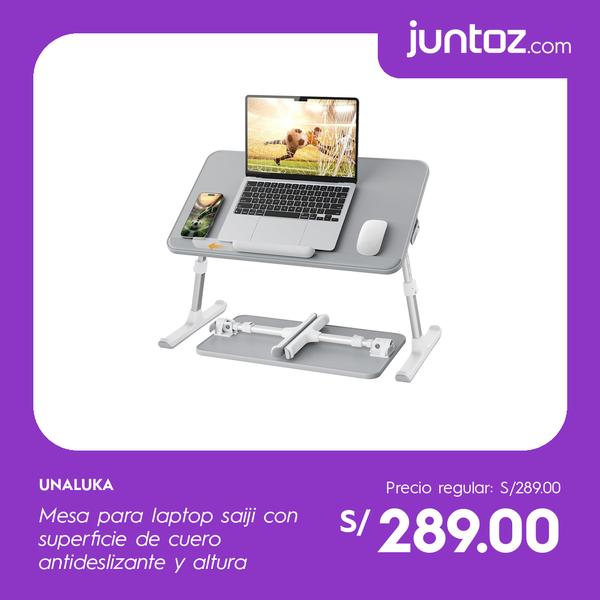 juntoz.com
UNALUKA
Mesa para laptop saiji con
superficie de cuero
antideslizante y altura
Precio regular: S/289.00
S/ 289.00